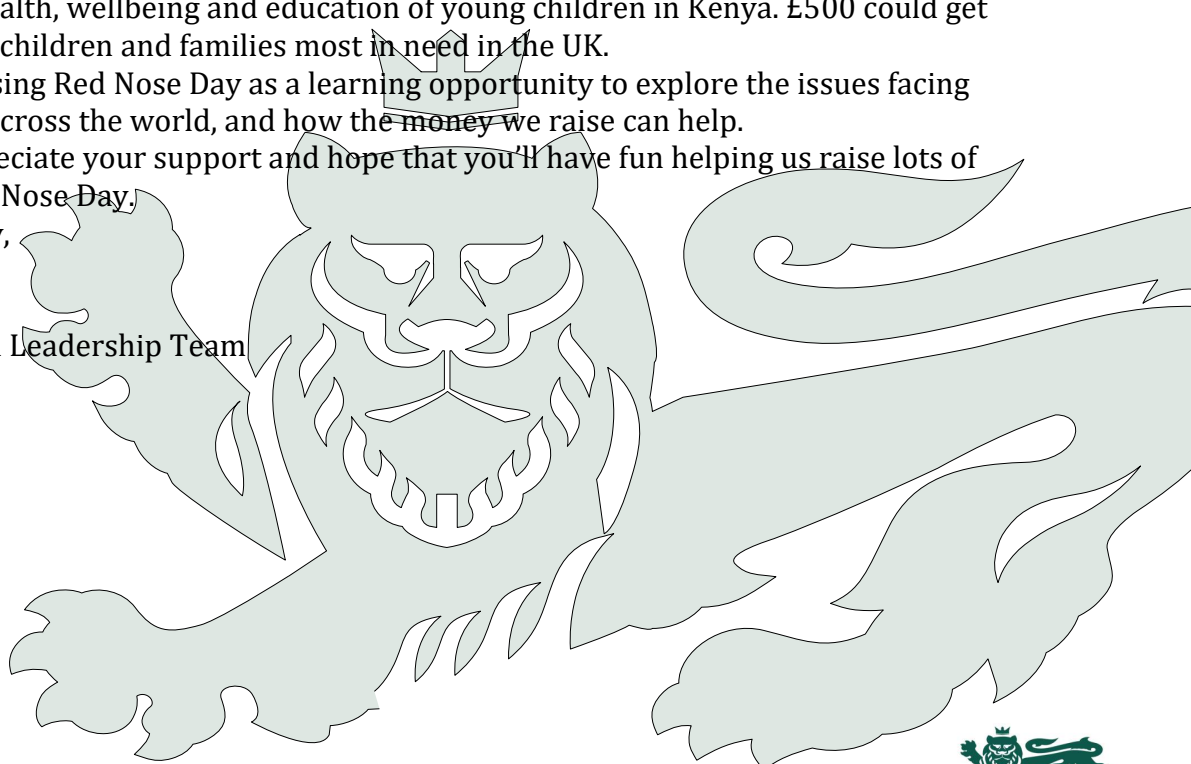 alth, wellbeing and education of young children in Kenya. £500 could get
children and families most in need in the UK.
sing Red Nose Day as a learning opportunity to explore the issues facing
cross the world, and how the money we raise can help.
eciate your support and hope that you’ll have fun helping us raise lots of
Nose Day.
,
Leadership Team